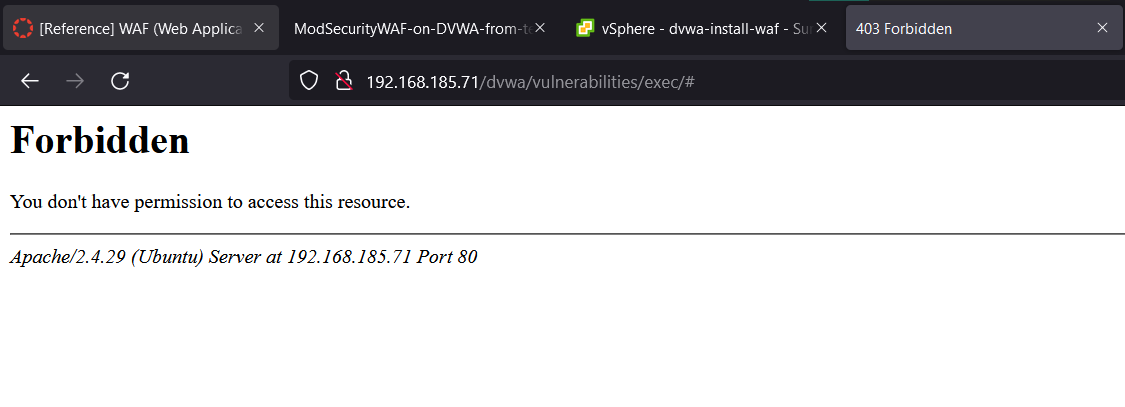 [Reference] WAF (Web Applica
ModSecurityWAF-on-DVWA-from-te
vSphere - dvwa-install-waf - Su
403 Forbidden
192.168.185.71/dvwa/vulnerabilities/exec/#
Forbidden
You don't have permission to access this resource.
Apache/2.4.29 (Ubuntu) Server at 192.168.185.71 Port 80